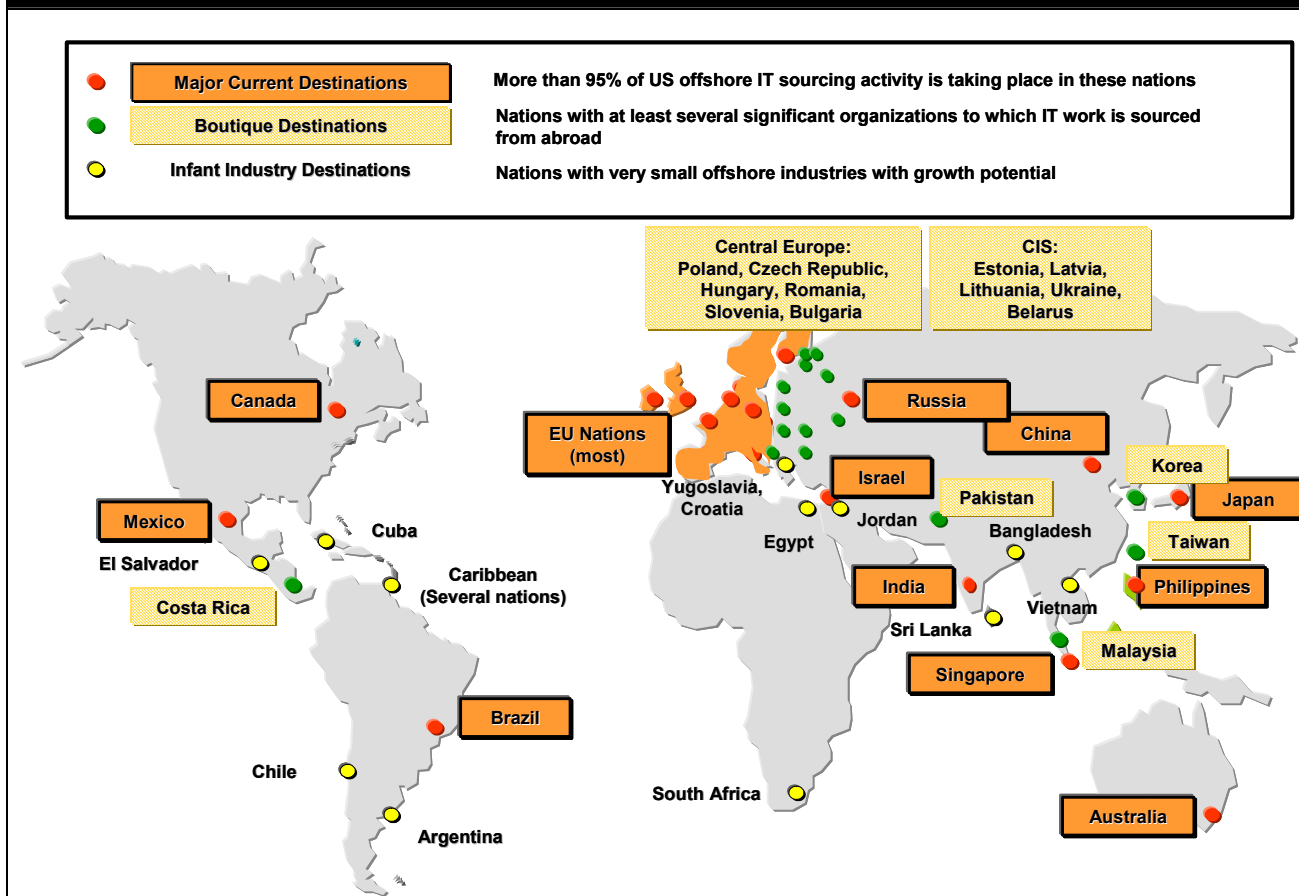 Major Current Destinations
More than 95% of US offshore IT sourcing activity is taking place in these nations
Boutique Destinations
Nations with at least several significant organizations to which IT work is sourced
from abroad
Infant Industry Destinations
Nations with very small offshore industries with growth potential
Central Europe:
Poland, Czech Republic,
Hungary, Romania,
Slovenia, Bulgaria
CIS:
Estonia, Latvia,
Lithuania, Ukraine,
Belarus
Canada
Russia
EU Nations
(most)
China
Korea
Israel
Yugoslavia,
Croatia
Pakistan
Japan
Mexico
Jordan
Cuba
Bangladesh
Egypt
Taiwan
El Salvador
Caribbean
(Several nations)
India
Philippines
Costa Rica
Vietnam
Sri Lanka
Malaysia
Singapore
Brazil
Chile
South Africa
Australia
Argentina